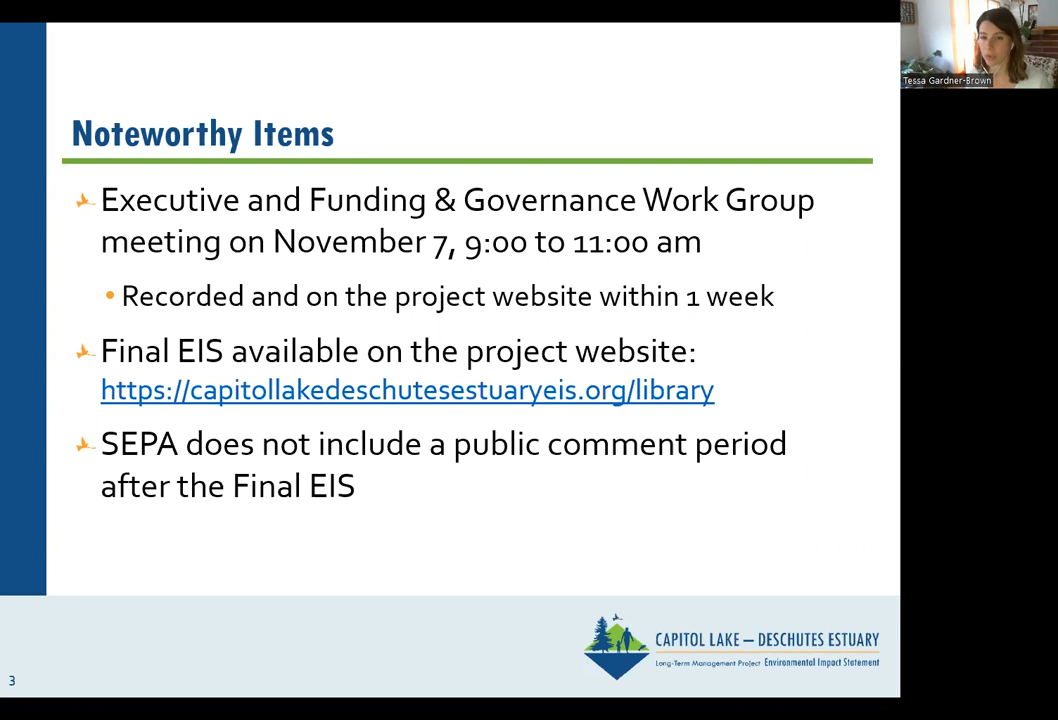 Tessa Gardner-Brown
Noteworthy Items
Executive and Funding & Governance Work Group
meeting on November 7, 9:00 to 11:00 am
• Recorded and on the project website within 1 week
Final EIS available on the project website:
https://capitollakedeschutesestuaryeis.org/library
SEPA does not include a public comment period
after the Final EIS
CAPITOL LAKE — DESCHUTES ESTUARY
Long-Term Management Project Environmental Impact Statement
3